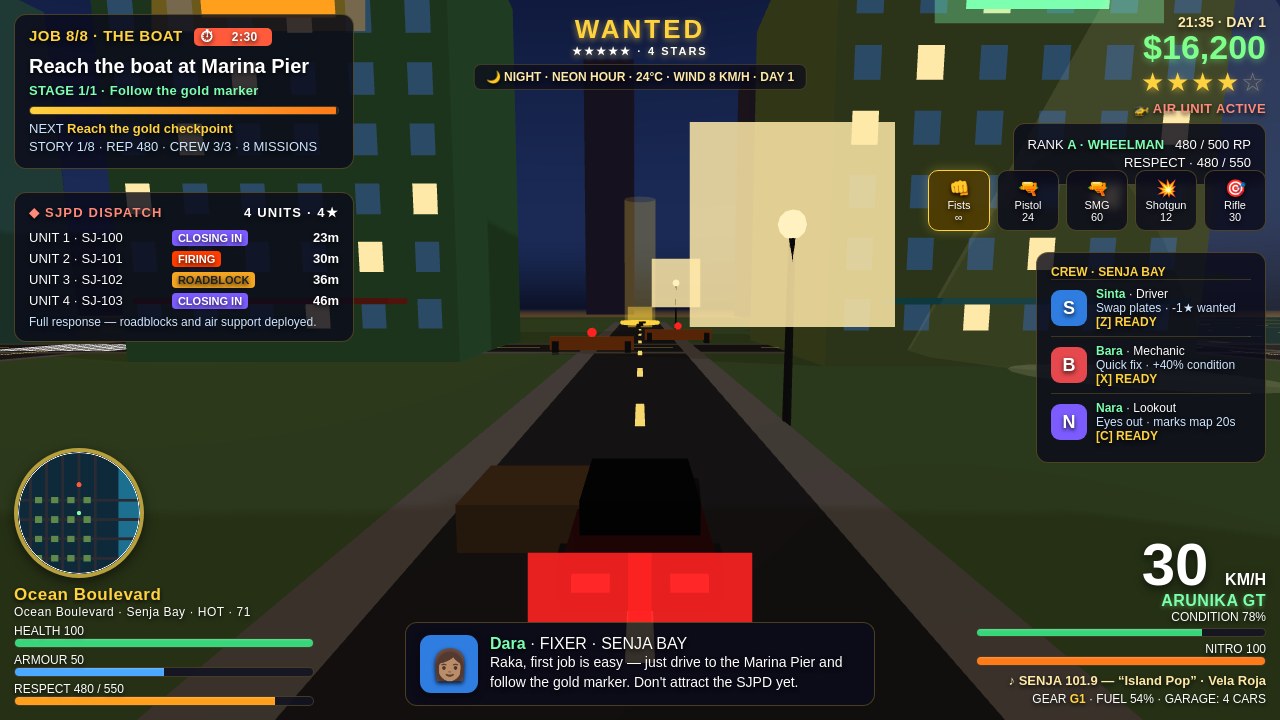 JOB 8/8 · THE BOAT ⏱ 2:30
Reach the boat at Marina Pier
STAGE 1/1 · Follow the gold marker
NEXT Reach the gold checkpoint
STORY 1/8 · REP 480 · CREW 3/3 · 8 MISSIONS
◆ SJPD DISPATCH 4 UNITS · 4★
UNIT 1 · SJ-100 CLOSING IN 23m
UNIT 2 · SJ-101 FIRING 30m
UNIT 3 · SJ-102 ROADBLOCK 36m
UNIT 4 · SJ-103 CLOSING IN 46m
Full response — roadblocks and air support deployed.
WANTED
★★★★★ · 4 STARS
🌙 NIGHT · NEON HOUR · 24°C · WIND 8 KM/H · DAY 1
21:35 · DAY 1
$16,200
★★★★☆
🚁 AIR UNIT ACTIVE
RANK A · WHEELMAN 480 / 500 RP
RESPECT · 480 / 550
Fists
∞
Pistol
24
SMG
60
Shotgun
12
Rifle
30
CREW · SENJA BAY
S
Sinta · Driver
Swap plates · -1★ wanted
[Z] READY
B
Bara · Mechanic
Quick fix · +40% condition
[X] READY
N
Nara · Lookout
Eyes out · marks map 20s
[C] READY
Ocean Boulevard
Ocean Boulevard · Senja Bay · HOT · 71
HEALTH 100
ARMOUR 50
RESPECT 480 / 550
Dara · FIXER · SENJA BAY
Raka, first job is easy — just drive to the Marina Pier and
follow the gold marker. Don't attract the SJPD yet.
30 KM/H
ARUNIKA GT
CONDITION 78%
NITRO 100
♪ SENJA 101.9 — “Island Pop” · Vela Roja
GEAR G1 · FUEL 54% · GARAGE: 4 CARS